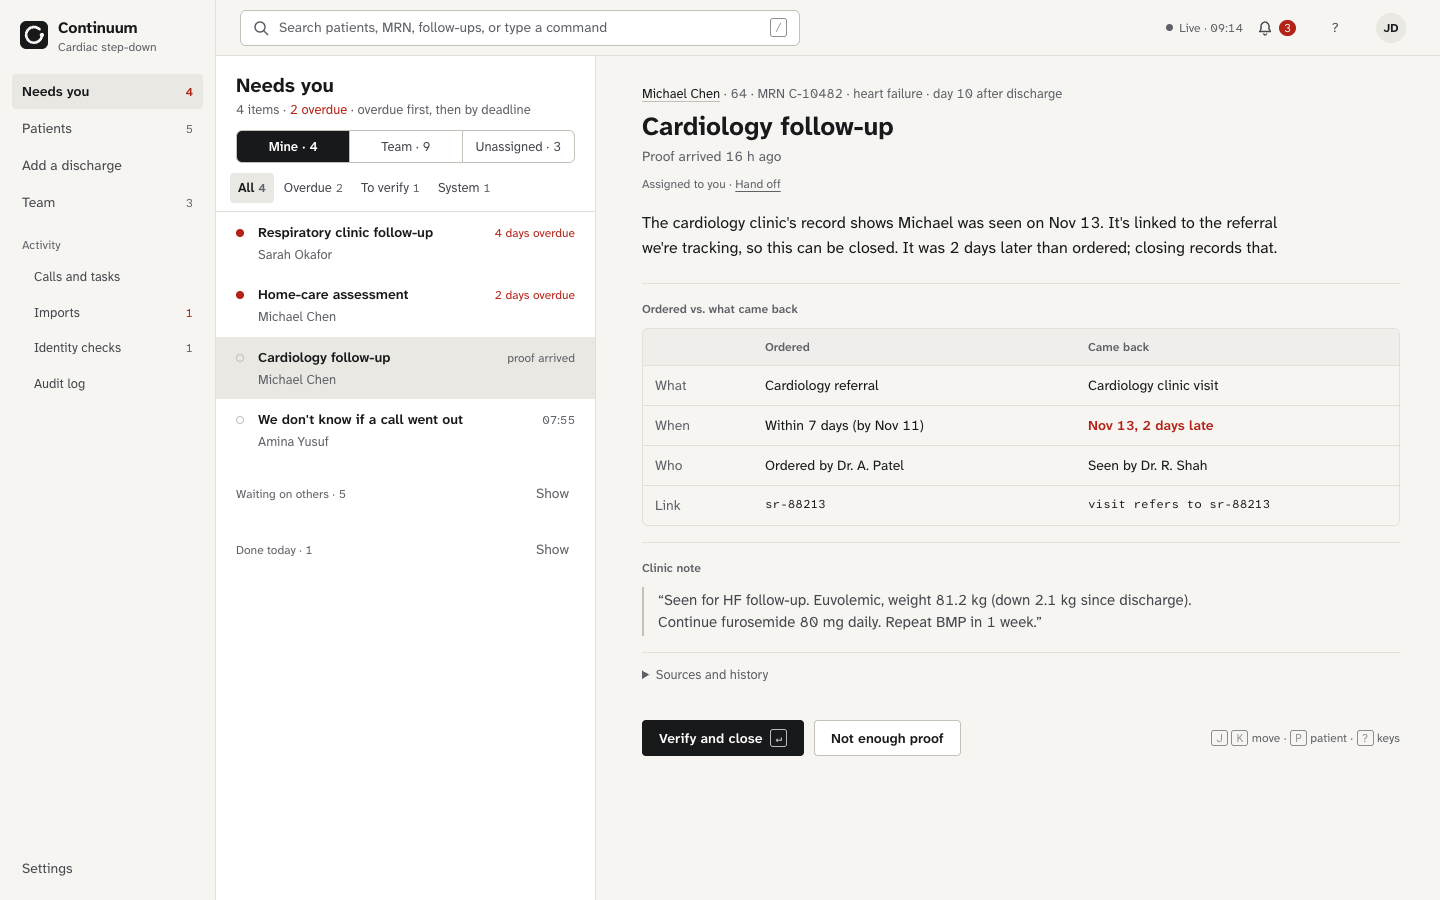 Continuum
Cardiac step-down
Needs you 4
Patients 5
Add a discharge
Team 3
Activity
Calls and tasks
Imports 1
Identity checks 1
Audit log
Settings
Search patients, MRN, follow-ups, or type a command /
Live · 09:14 3 ? JD
Needs you
4 items · 2 overdue · overdue first, then by deadline
Mine · 4 Team · 9 Unassigned · 3
All 4 Overdue 2 To verify 1 System 1
Respiratory clinic follow-up 4 days overdue
Sarah Okafor
Home-care assessment 2 days overdue
Michael Chen
Cardiology follow-up proof arrived
Michael Chen
We don't know if a call went out 07:55
Amina Yusuf
Waiting on others · 5 Show
Done today · 1 Show
Michael Chen · 64 · MRN C-10482 · heart failure · day 10 after discharge
Cardiology follow-up
Proof arrived 16 h ago
Assigned to you · Hand off
The cardiology clinic's record shows Michael was seen on Nov 13. It's linked to the referral
we're tracking, so this can be closed. It was 2 days later than ordered; closing records that.
Ordered vs. what came back
Ordered Came back
What Cardiology referral Cardiology clinic visit
When Within 7 days (by Nov 11) Nov 13, 2 days late
Who Ordered by Dr. A. Patel Seen by Dr. R. Shah
Link sr-88213 visit refers to sr-88213
Clinic note
“Seen for HF follow-up. Euvolemic, weight 81.2 kg (down 2.1 kg since discharge).
Continue furosemide 80 mg daily. Repeat BMP in 1 week.”
▶ Sources and history
Verify and close ↵ Not enough proof J K move · P patient · ? keys